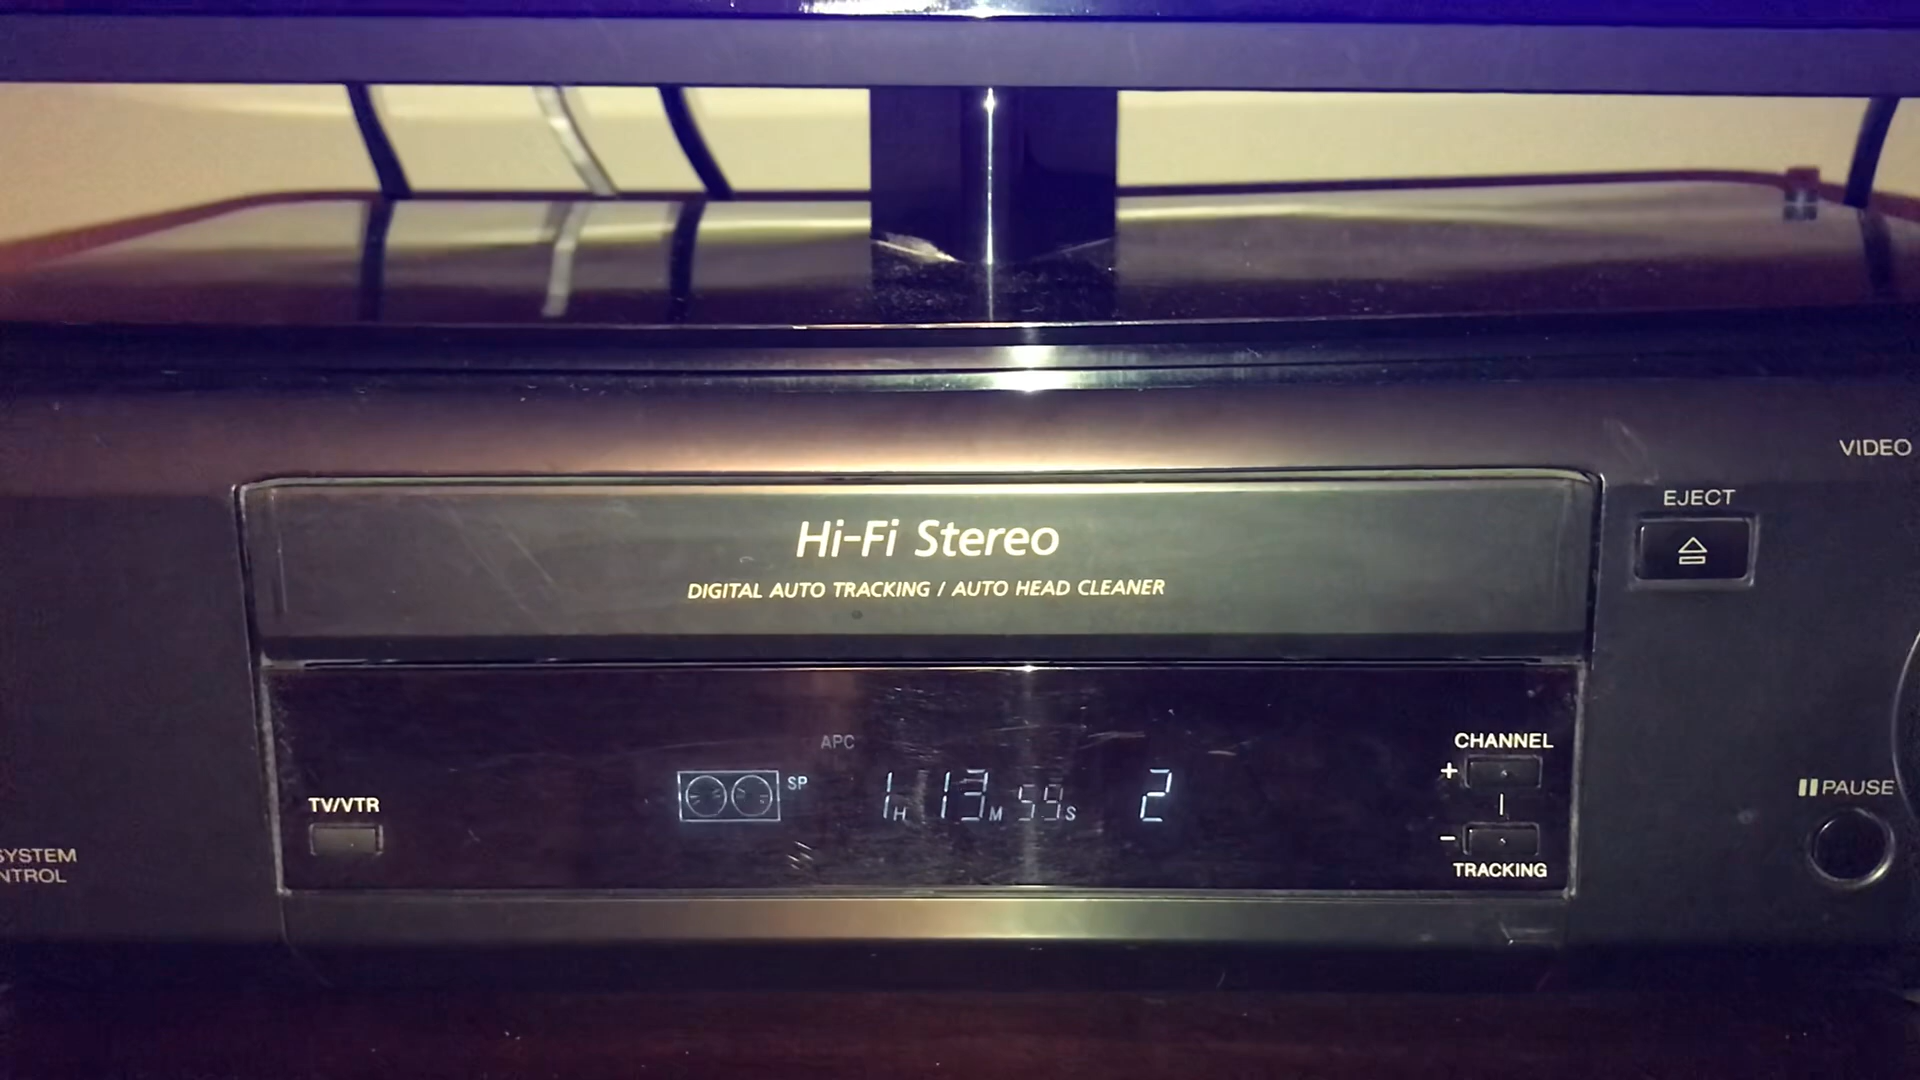 VIDEO
EJECT
Hi-Fi Stereo
DIGITAL AUTO TRACKING / AUTO HEAD CLEANER
APC
CHANNEL
SP 1H 13M 59S 2
+
PAUSE
TV/VTR
-
SYSTEM
NTROL
TRACKING